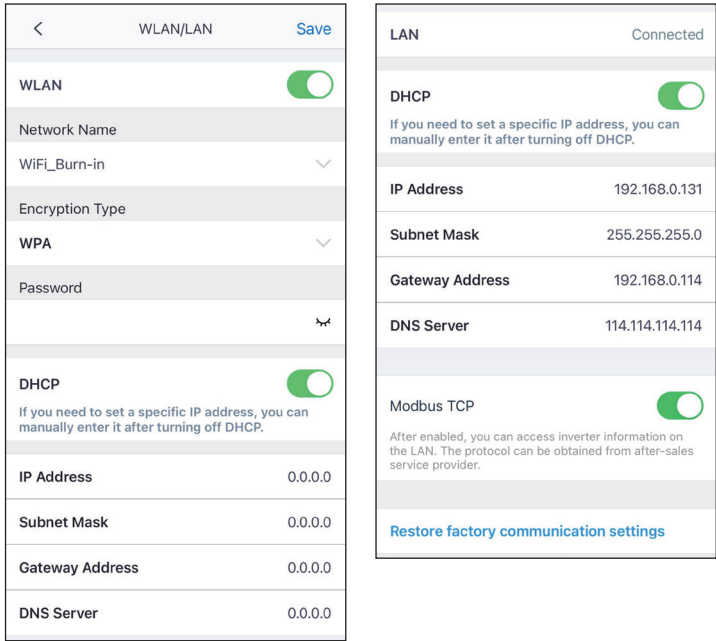 WLAN/LAN
Save
WLAN
Network Name
WiFi_Burn-in
Encryption Type
WPA
Password
DHCP
If you need to set a specific IP address, you can
manually enter it after turning off DHCP.
IP Address 0.0.0.0
Subnet Mask 0.0.0.0
Gateway Address 0.0.0.0
DNS Server 0.0.0.0
LAN Connected
DHCP
If you need to set a specific IP address, you can
manually enter it after turning off DHCP.
IP Address 192.168.0.131
Subnet Mask 255.255.255.0
Gateway Address 192.168.0.114
DNS Server 114.114.114.114
Modbus TCP
After enabled, you can access inverter information on
the LAN. The protocol can be obtained from after-sales
service provider.
Restore factory communication settings